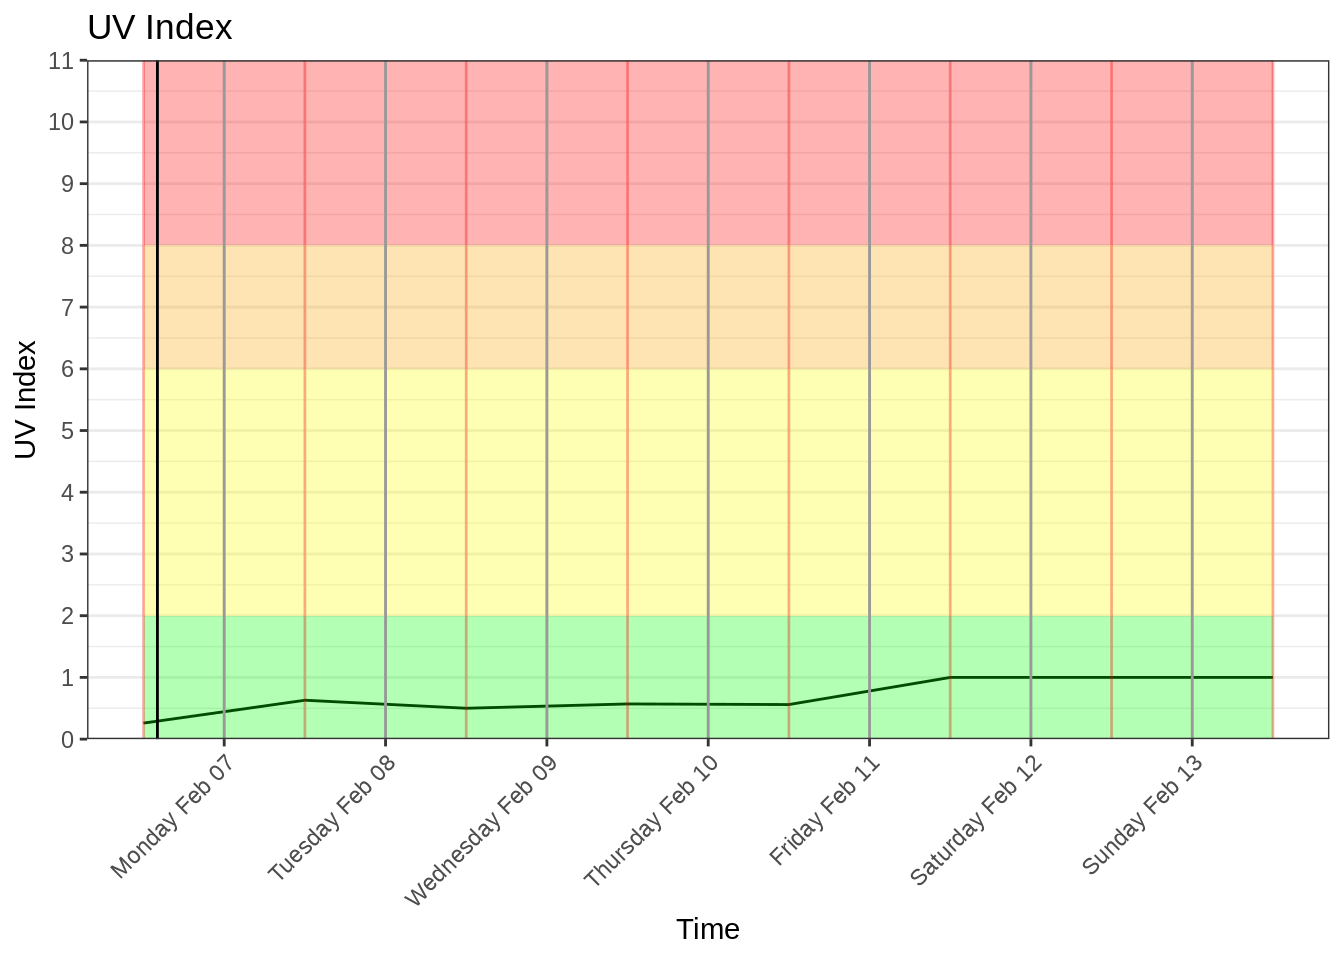 UV Index
11
10
9
8
7
6
5
4
3
2
1
0
UV Index
Monday Feb 07
Tuesday Feb 08
Wednesday Feb 09
Thursday Feb 10
Friday Feb 11
Saturday Feb 12
Sunday Feb 13
Time